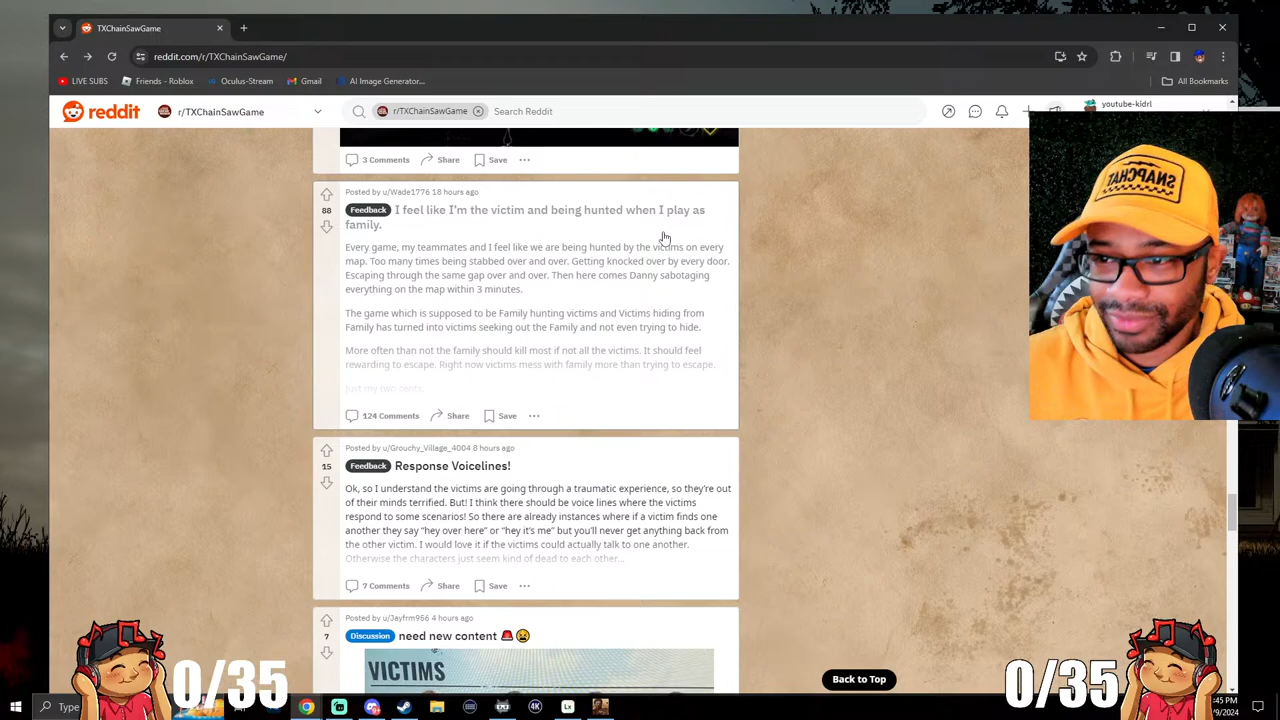 TXChainSawGame
reddit.com/r/TXChainSawGame/
LIVE SUBS
Friends - Roblox
Oculus-Stream
Gmail
AI Image Generator...
All Bookmarks
reddit
r/TXChainSawGame
r/TXChainSawGame
Search Reddit
youtube-kidrl
3 Comments
Share
Save
Posted by u/Wade1776 18 hours ago
88
Feedback I feel like I'm the victim and being hunted when I play as
family.
Every game, my teammates and I feel like we are being hunted by the victims on every
map. Too many times being stabbed over and over. Getting knocked over by every door.
Escaping through the same gap over and over. Then here comes Danny sabotaging
everything on the map within 3 minutes.
The game which is supposed to be Family hunting victims and Victims hiding from
Family has turned into victims seeking out the Family and not even trying to hide.
More often than not the family should kill most if not all the victims. It should feel
rewarding to escape. Right now victims mess with family more than trying to escape.
Just my two cents.
124 Comments
Share
Save
Posted by u/Grouchy_Village_4004 8 hours ago
15
Feedback Response Voicelines!
Ok, so I understand the victims are going through a traumatic experience, so they're out
of their minds terrified. But! I think there should be voice lines where the victims
respond to some scenarios! So there are already instances where if a victim finds one
another they say "hey over here" or "hey it's me" but you'll never get anything back from
the other victim. I would love it if the victims could actually talk to one another.
Otherwise the characters just seem kind of dead to each other...
7 Comments
Share
Save
Posted by u/Jayfrm956 4 hours ago
7
Discussion need new content 🚨😫
VICTIMS
Back to Top
SNAPCHAT
0/35
0/35
Type
:45 PM
/9/2024